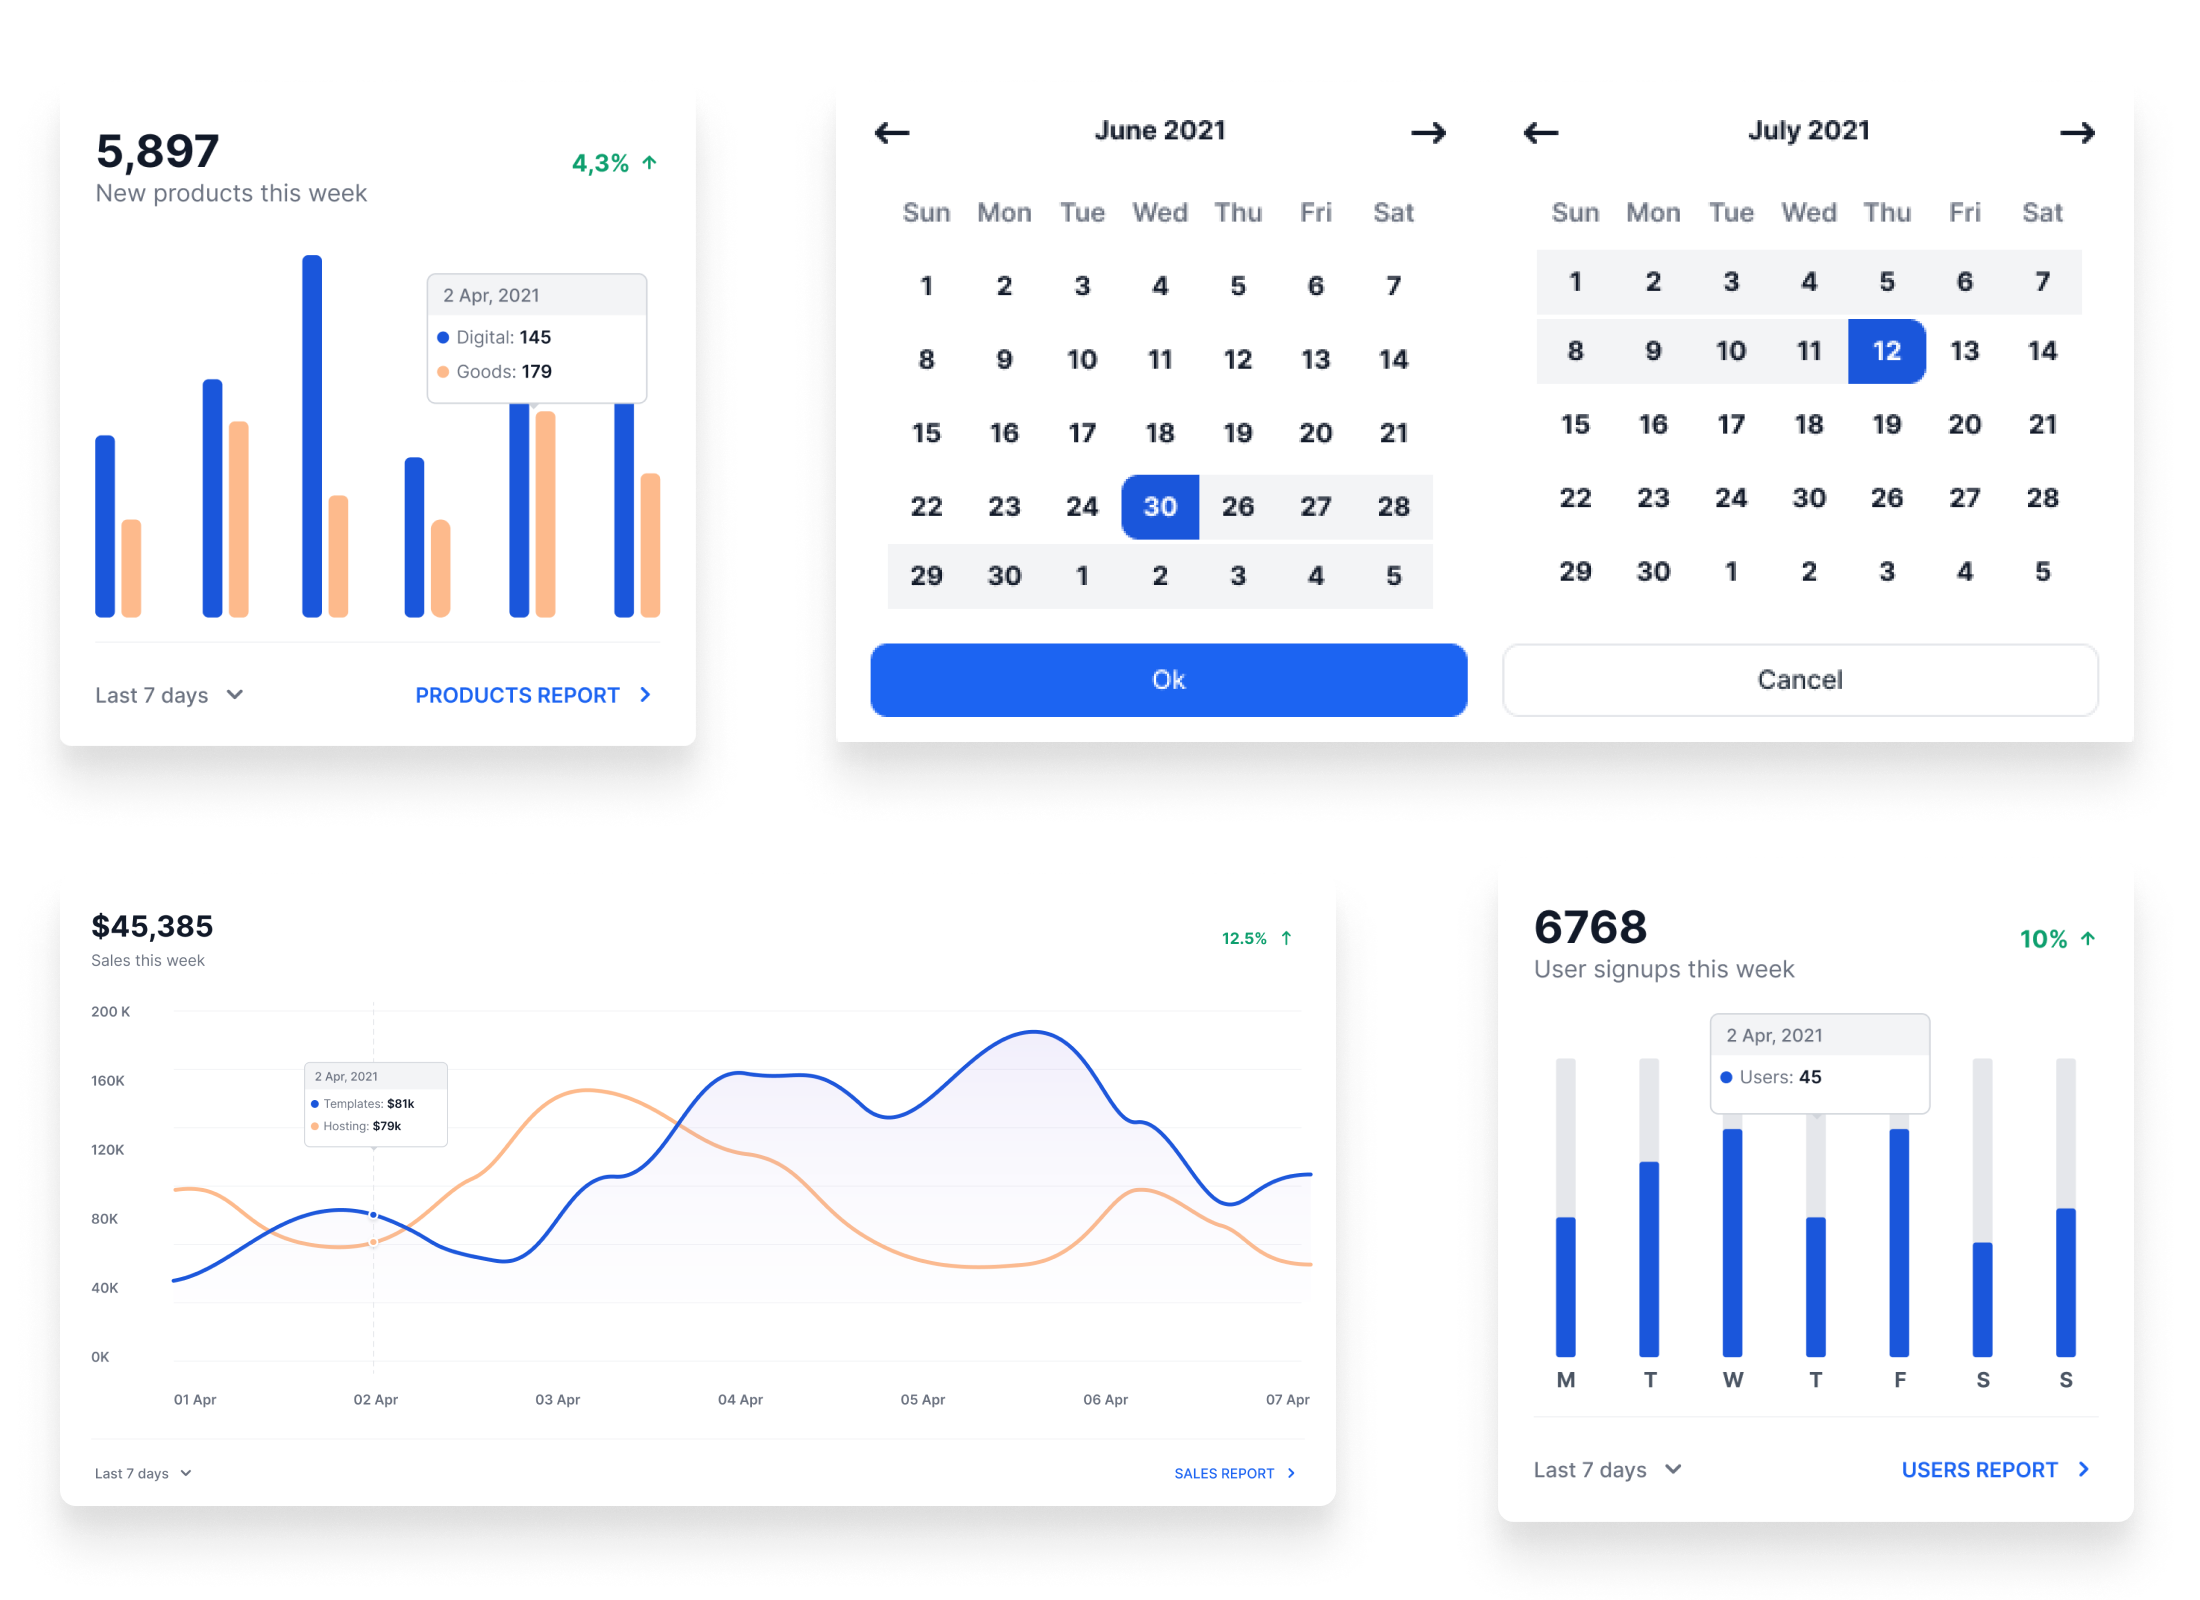 5,897
4,3%
New products this week
2 Apr, 2021
Digital: 145
Goods: 179
Last 7 days
PRODUCTS REPORT
June 2021
Sun Mon Tue Wed Thu Fri Sat
1 2 3 4 5 6 7
8 9 10 11 12 13 14
15 16 17 18 19 20 21
22 23 24 30 26 27 28
29 30 1 2 3 4 5
July 2021
Sun Mon Tue Wed Thu Fri Sat
1 2 3 4 5 6 7
8 9 10 11 12 13 14
15 16 17 18 19 20 21
22 23 24 30 26 27 28
29 30 1 2 3 4 5
Ok
Cancel
$45,385
12.5%
Sales this week
200 K
160K
120K
80K
40K
0K
2 Apr, 2021
Templates: $81k
Hosting: $79k
01 Apr 02 Apr 03 Apr 04 Apr 05 Apr 06 Apr 07 Apr
Last 7 days
SALES REPORT
6768
10%
User signups this week
2 Apr, 2021
Users: 45
M T W T F S S
Last 7 days
USERS REPORT